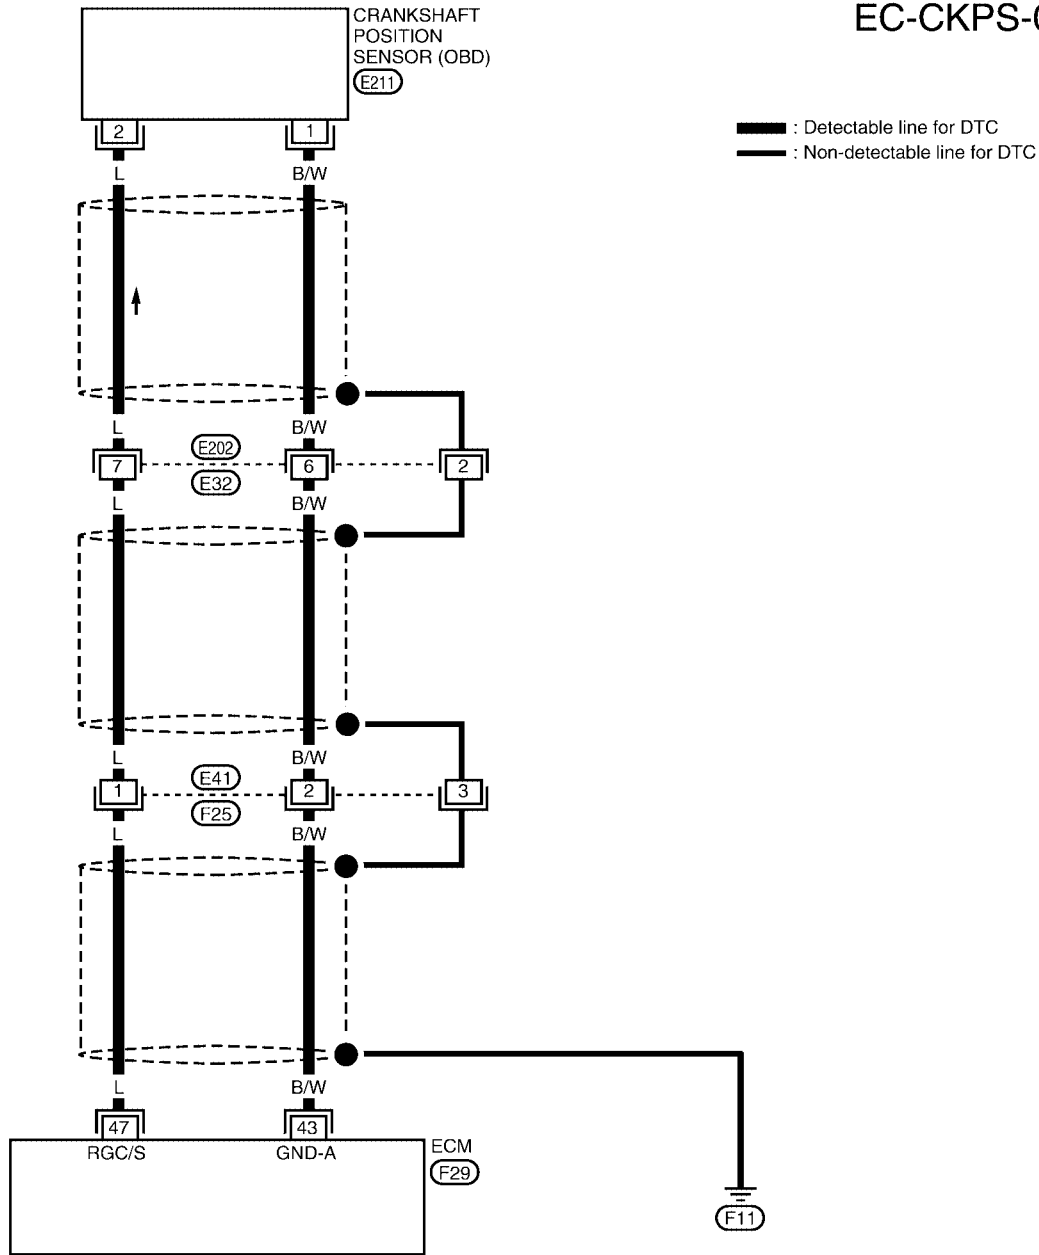 EC-CKPS-0
CRANKSHAFT
POSITION
SENSOR (OBD)
E211
: Detectable line for DTC
: Non-detectable line for DTC
2 1
L B/W
L B/W
E202
7 6 2
E32
L B/W
L B/W
E41
1 2 3
F25
L B/W
L B/W
47 43
RGC/S GND-A
ECM
F29
F11